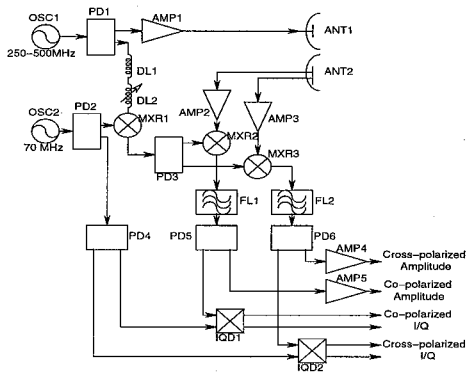 OSC1
PD1
AMP1
ANT1
250-500MHz
DL1
ANT2
DL2
AMP2
AMP3
OSC2
PD2
MXR1
MXR2
70 MHz
PD3
MXR3
FL1
FL2
PD4
PD5
PD6
AMP4
Cross-polarized
Amplitude
AMP5
Co-polarized
Amplitude
Co-polarized
I/Q
IQD1
Cross-polarized
I/Q
IQD2